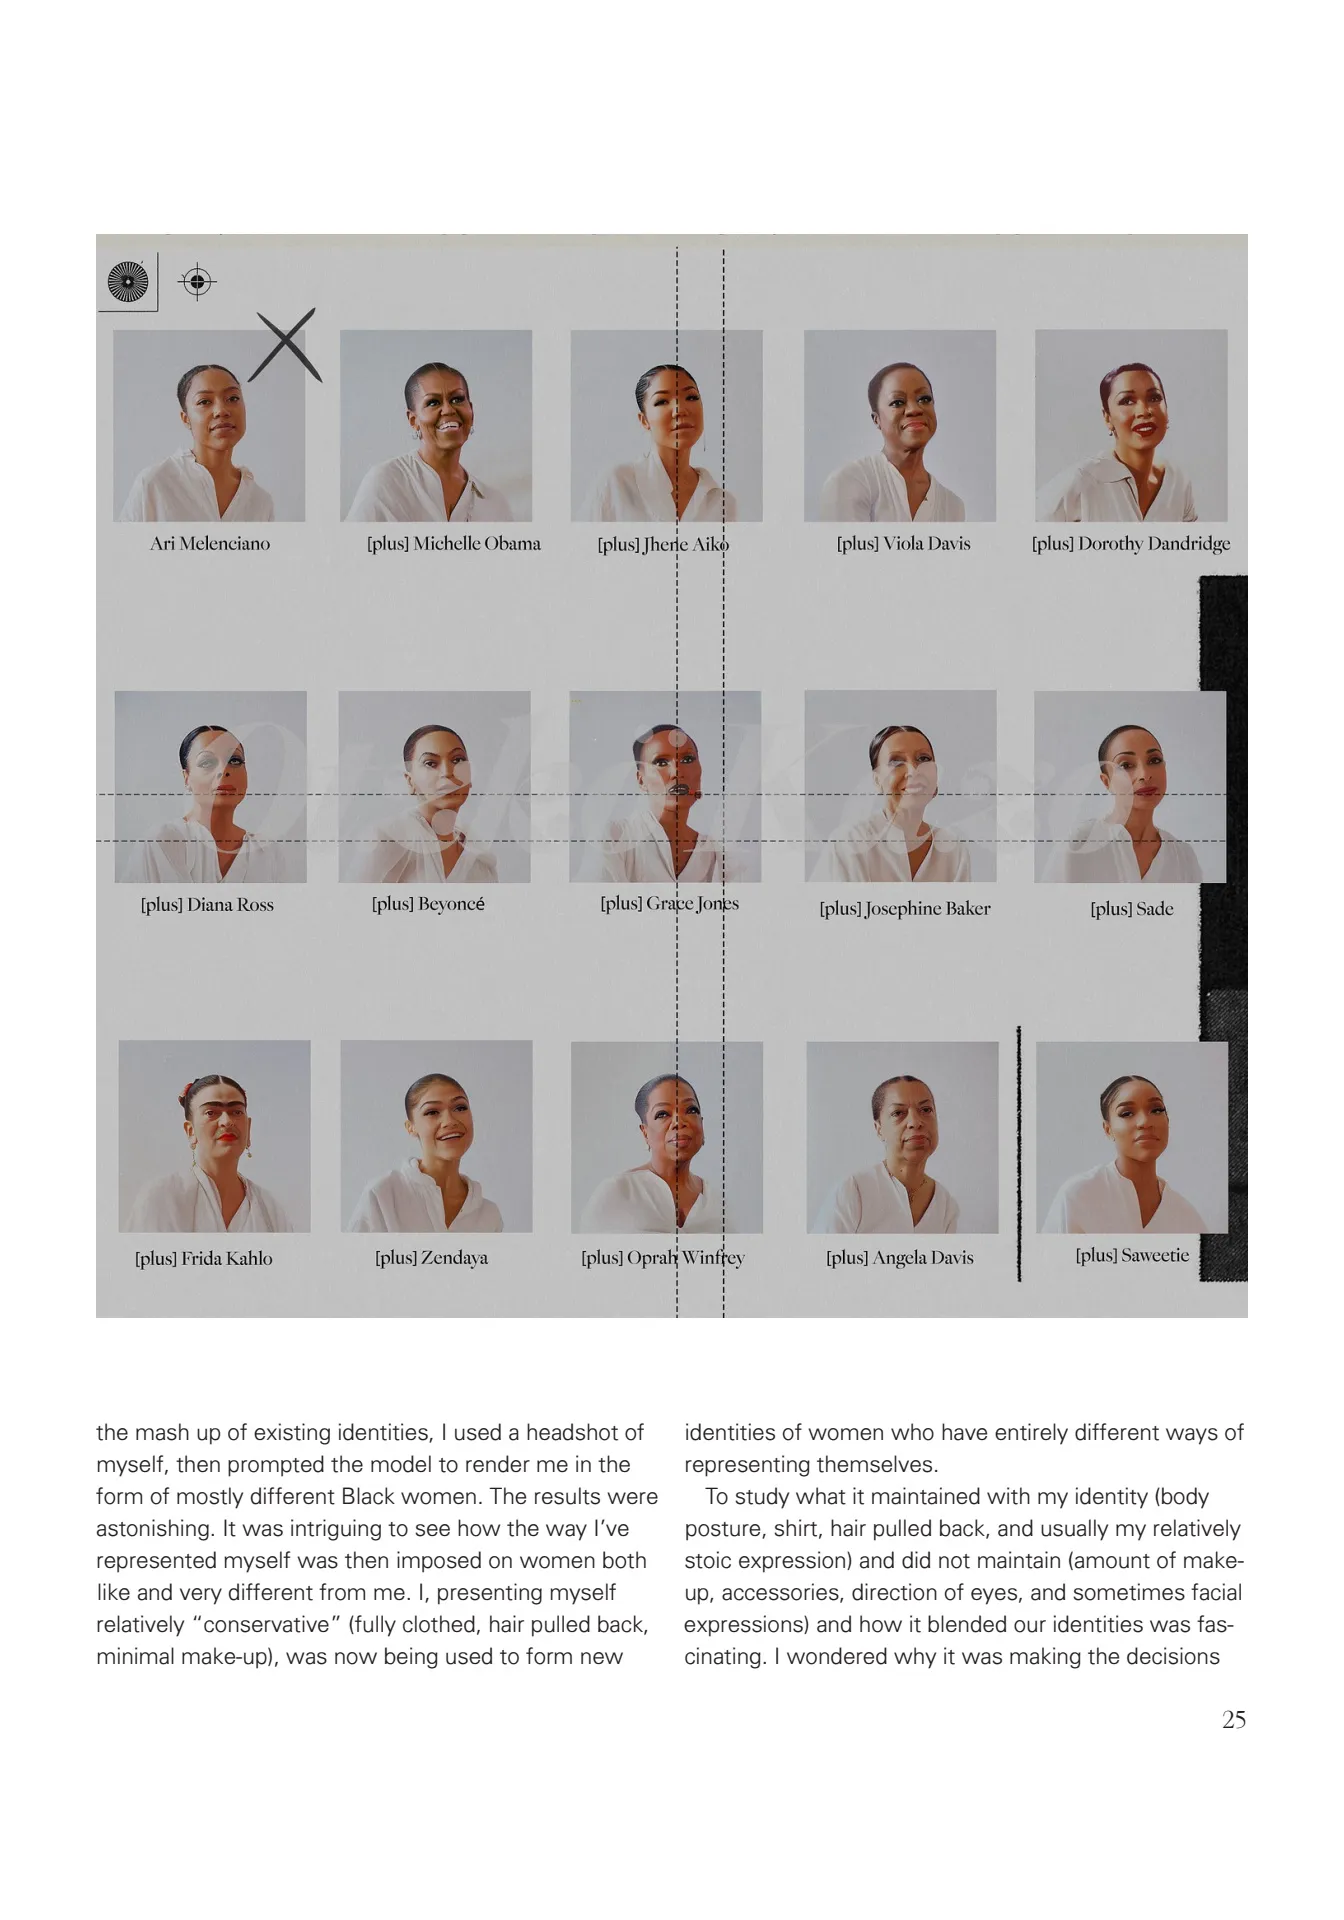 Ari Melenciano
[plus] Michelle Obama
[plus] Jhene Aiko
[plus] Viola Davis
[plus] Dorothy Dandridge
[plus] Diana Ross
[plus] Beyoncé
[plus] Grace Jones
[plus] Josephine Baker
[plus] Sade
[plus] Frida Kahlo
[plus] Zendaya
[plus] Oprah Winfrey
[plus] Angela Davis
[plus] Saweetie
the mash up of existing identities, I used a headshot of
myself, then prompted the model to render me in the
form of mostly different Black women. The results were
astonishing. It was intriguing to see how the way I’ve
represented myself was then imposed on women both
like and very different from me. I, presenting myself
relatively “conservative” (fully clothed, hair pulled back,
minimal make-up), was now being used to form new
identities of women who have entirely different ways of
representing themselves.
To study what it maintained with my identity (body
posture, shirt, hair pulled back, and usually my relatively
stoic expression) and did not maintain (amount of make-
up, accessories, direction of eyes, and sometimes facial
expressions) and how it blended our identities was fas-
cinating. I wondered why it was making the decisions
25